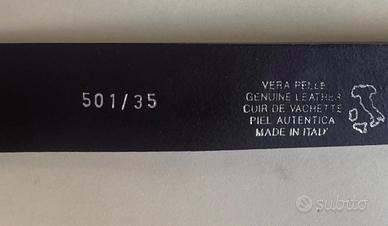 501/35
VERA PELLE
GENUINE LEATHER
CUIR DE VACHETTE
PIEL AUTENTICA
MADE IN ITALY
subito